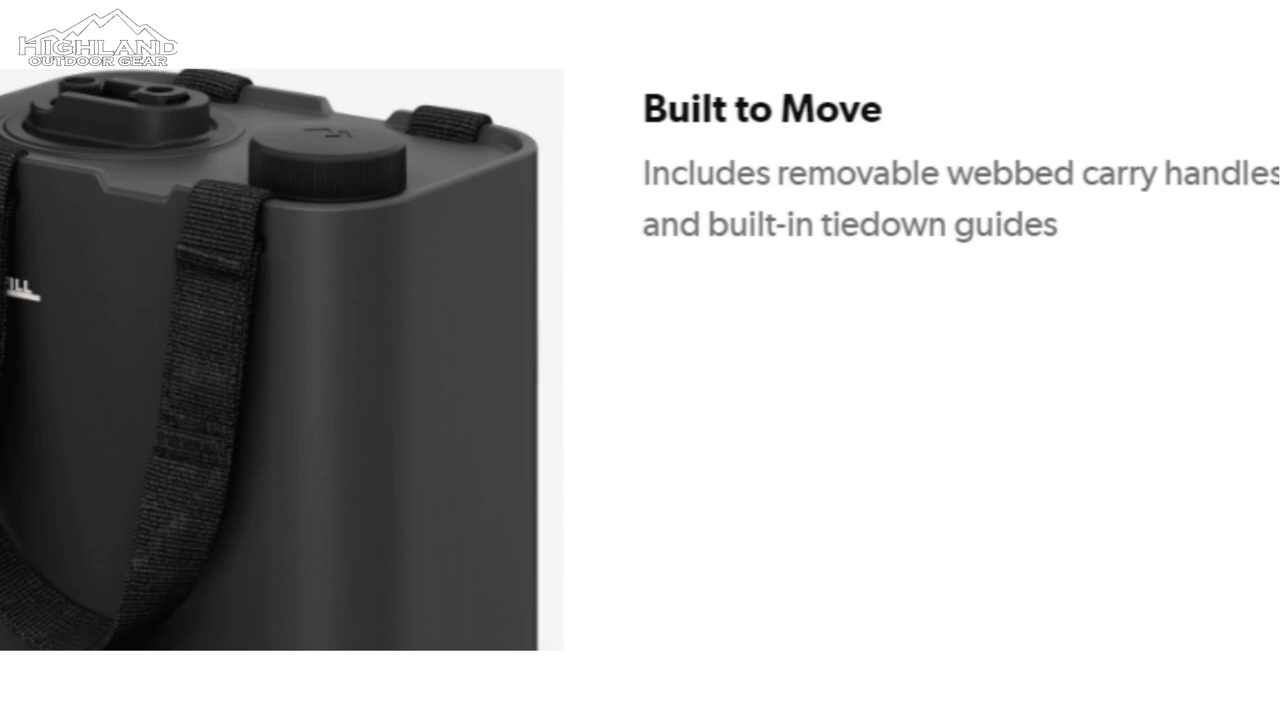 HIGHLAND
OUTDOOR GEAR
Built to Move
Includes removable webbed carry handles
and built-in tiedown guides